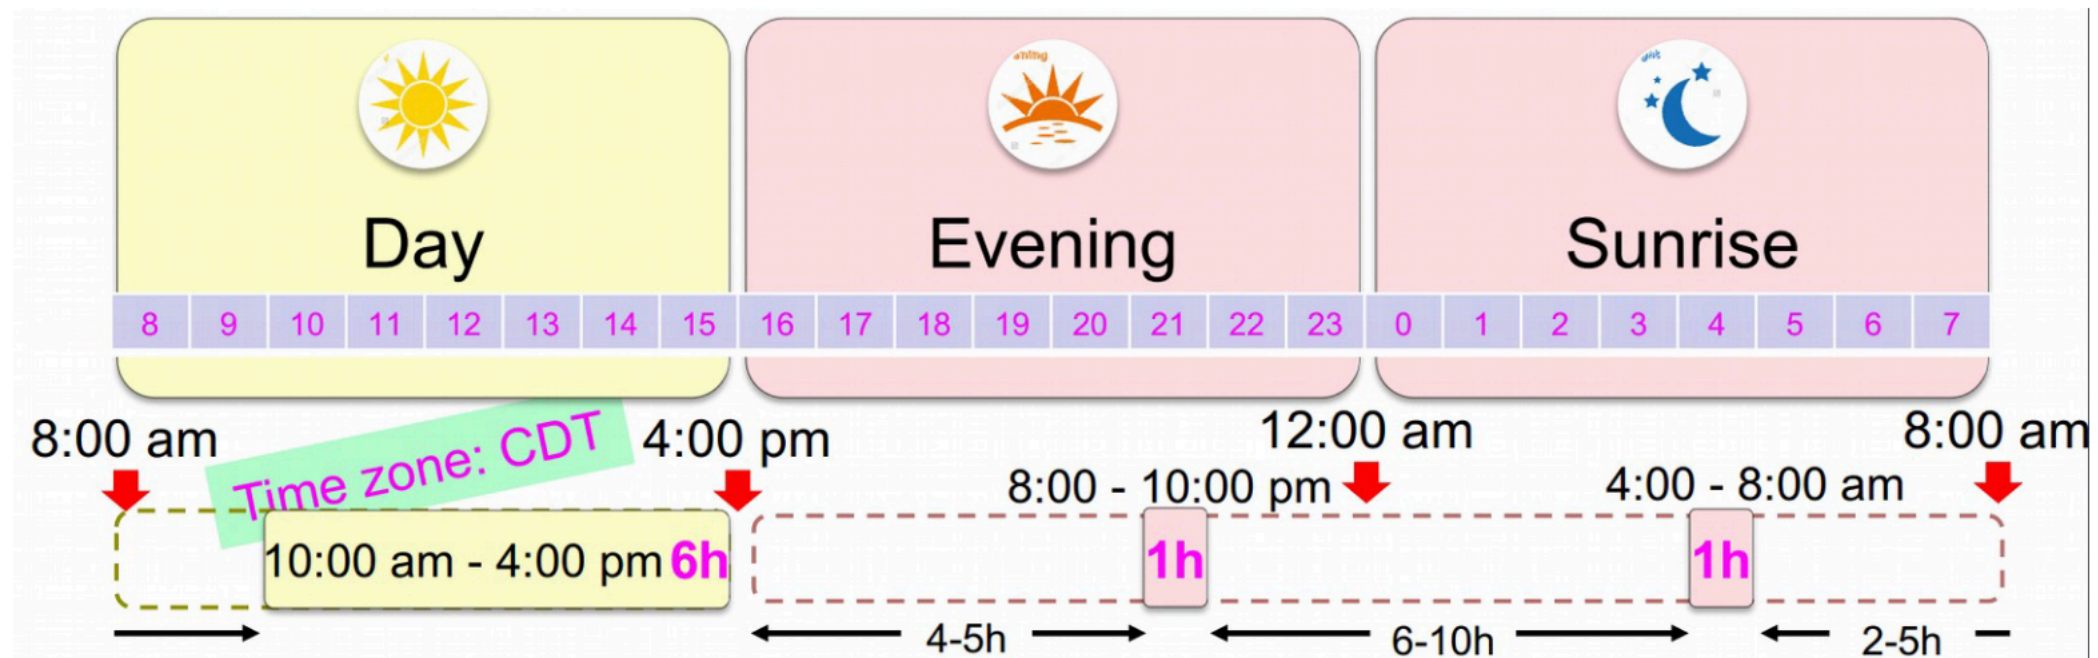 Day
Evening
Sunrise
8 9 10 11 12 13 14 15 16 17 18 19 20 21 22 23 0 1 2 3 4 5 6 7
8:00 am
Time zone: CDT
4:00 pm
12:00 am
8:00 am
8:00 - 10:00 pm
4:00 - 8:00 am
10:00 am - 4:00 pm 6h
1h
1h
4-5h
6-10h
2-5h